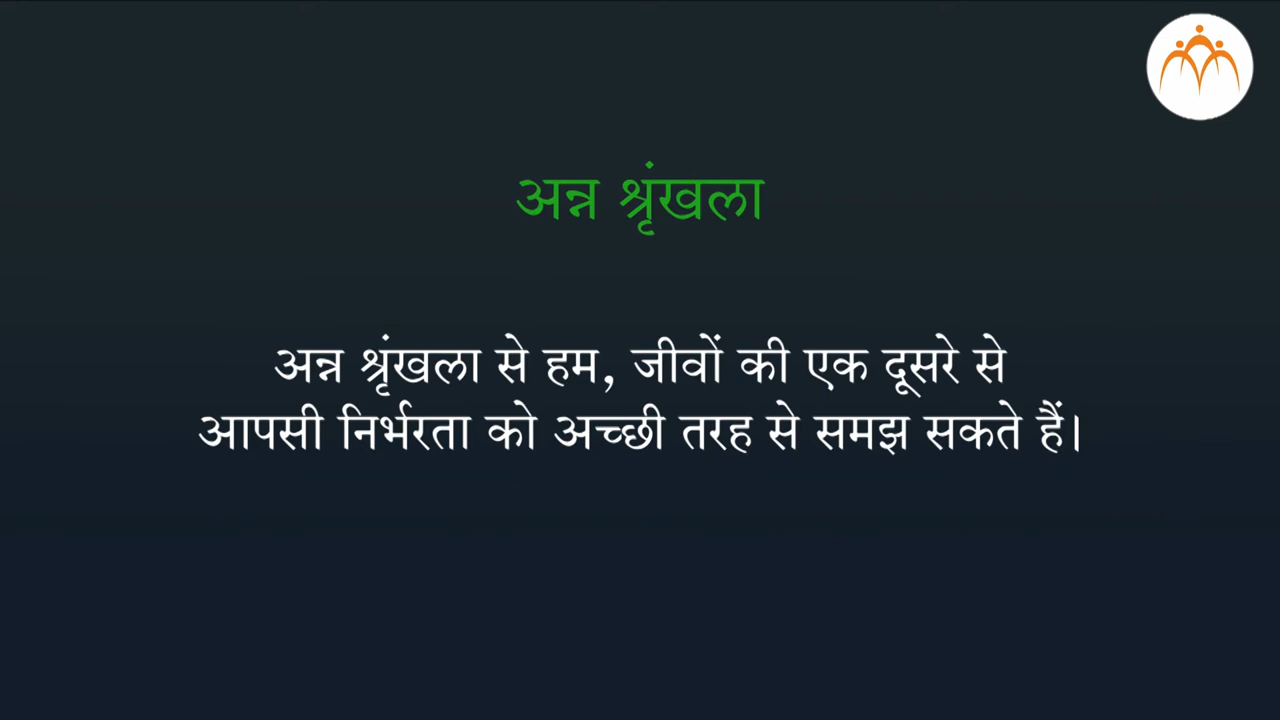 अन्न श्रृंखला
अन्न श्रृंखला से हम, जीवों की एक दूसरे से
आपसी निर्भरता को अच्छी तरह से समझ सकते हैं।